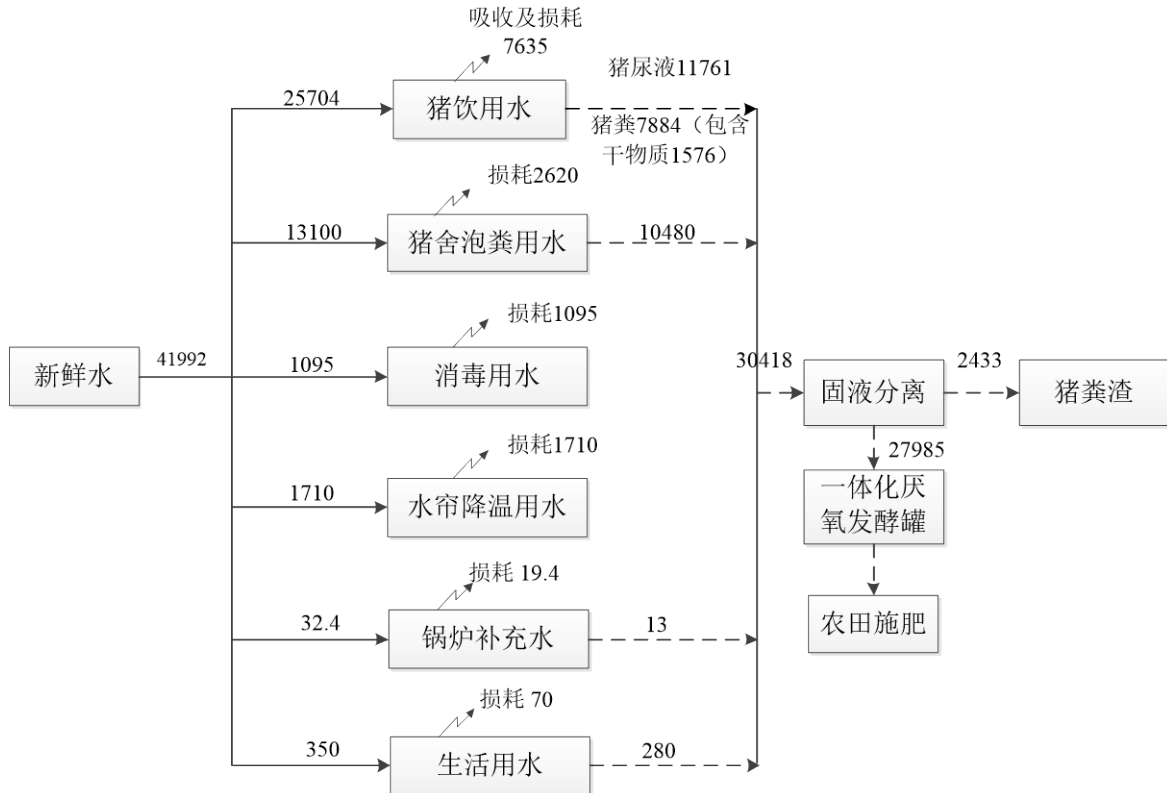 吸收及损耗
7635
25704
猪饮用水
猪尿液11761
猪粪7884（包含
干物质1576）
损耗2620
13100
猪舍泡粪用水
10480
损耗1095
新鲜水
41992
1095
消毒用水
30418
固液分离
2433
猪粪渣
损耗1710
1710
水帘降温用水
27985
一体化厌
氧发酵罐
损耗 19.4
32.4
锅炉补充水
13
农田施肥
损耗 70
350
生活用水
280